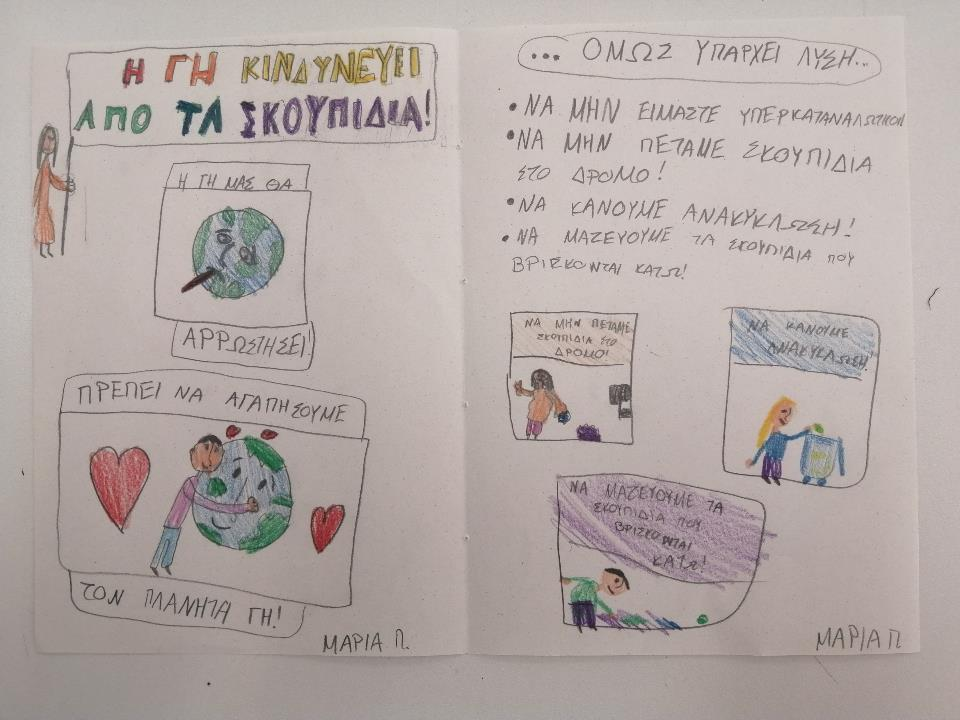 Η ΓΗ ΚΙΝΔΥΝΕΥΕΙ
ΑΠΟ ΤΑ ΣΚΟΥΠΙΔΙΑ!
Η ΓΗ ΜΑΣ ΘΑ
ΑΡΡΩΣΤΗΣΕΙ!
ΠΡΕΠΕΙ ΝΑ ΑΓΑΠΗΣΟΥΜΕ
ΤΟΝ ΠΛΑΝΗΤΑ ΓΗ!
ΜΑΡΙΑ Π.
... ΟΜΩΣ ΥΠΑΡΧΕΙ ΛΥΣΗ...
• ΝΑ ΜΗΝ ΕΙΜΑΣΤΕ ΥΠΕΡΚΑΤΑΝΑΛΩΤΙΚΟΙ
• ΝΑ ΜΗΝ ΠΕΤΑΜΕ ΣΚΟΥΠΙΔΙΑ
ΣΤΟ ΔΡΟΜΟ!
• ΝΑ ΚΑΝΟΥΜΕ ΑΝΑΚΥΚΛΩΣΗ!
• ΝΑ ΜΑΖΕΥΟΥΜΕ ΤΑ ΣΚΟΥΠΙΔΙΑ ΠΟΥ
ΒΡΙΣΚΟΝΤΑΙ ΚΑΤΩ!
ΝΑ ΜΗΝ ΠΕΤΑΜΕ
ΣΚΟΥΠΙΔΙΑ ΣΤΟ
ΔΡΟΜΟ!
ΝΑ ΚΑΝΟΥΜΕ
ΑΝΑΚΥΚΛΩΣΗ!
ΝΑ ΜΑΖΕΥΟΥΜΕ ΤΑ
ΣΚΟΥΠΙΔΙΑ ΠΟΥ
ΒΡΙΣΚΟΝΤΑΙ
ΚΑΤΩ!
ΜΑΡΙΑ Π.